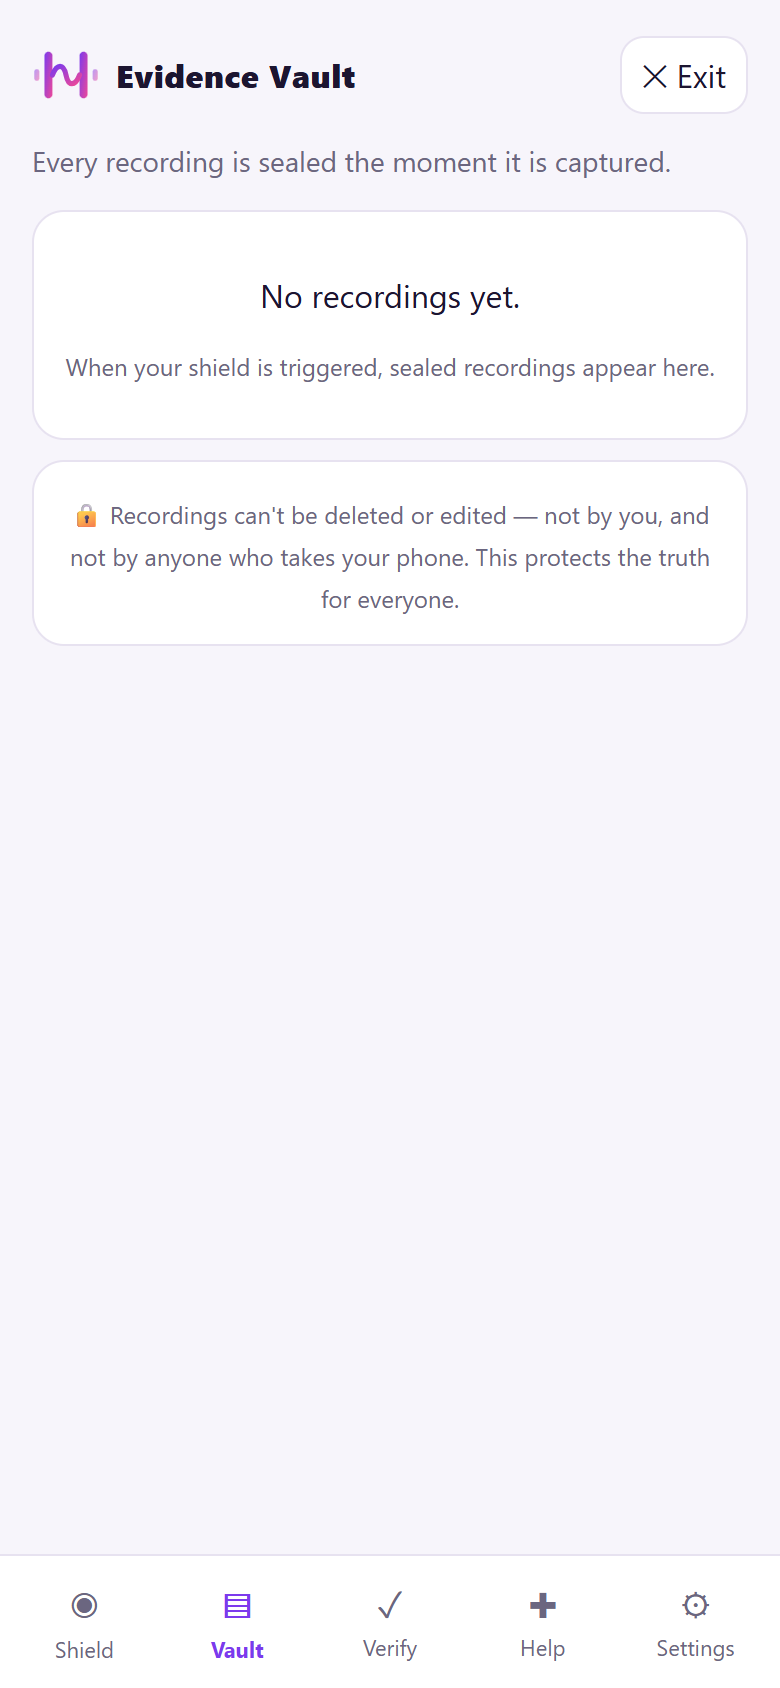 Evidence Vault
Exit
Every recording is sealed the moment it is captured.
No recordings yet.
When your shield is triggered, sealed recordings appear here.
🔒 Recordings can't be deleted or edited — not by you, and
not by anyone who takes your phone. This protects the truth
for everyone.
Shield
Vault
Verify
Help
Settings